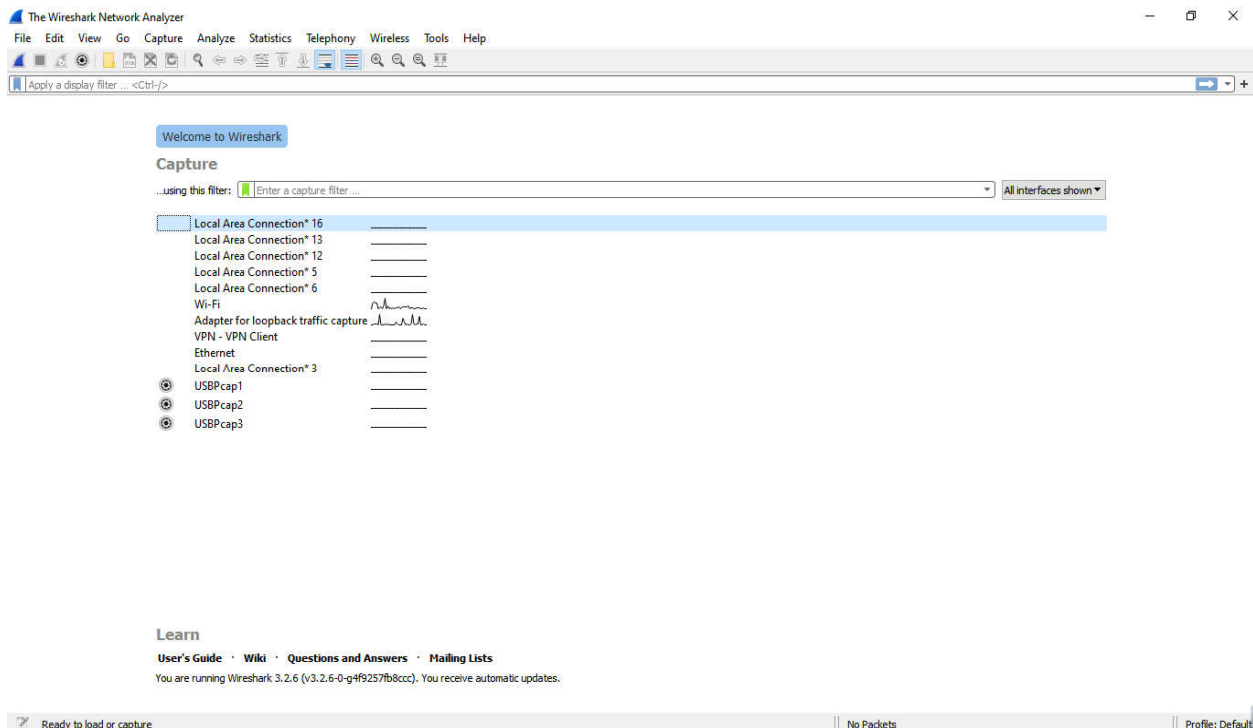 The Wireshark Network Analyzer
File Edit View Go Capture Analyze Statistics Telephony Wireless Tools Help
Apply a display filter ... <Ctrl-/>
+
Welcome to Wireshark
Capture
...using this filter: Enter a capture filter ... All interfaces shown
Local Area Connection* 16
Local Area Connection* 13
Local Area Connection* 12
Local Area Connection* 5
Local Area Connection* 6
Wi-Fi
Adapter for loopback traffic capture
VPN - VPN Client
Ethernet
Local Area Connection* 3
USBPcap1
USBPcap2
USBPcap3
Learn
User's Guide · Wiki · Questions and Answers · Mailing Lists
You are running Wireshark 3.2.6 (v3.2.6-0-g4f9257fb8ccc). You receive automatic updates.
Ready to load or capture No Packets Profile: Default